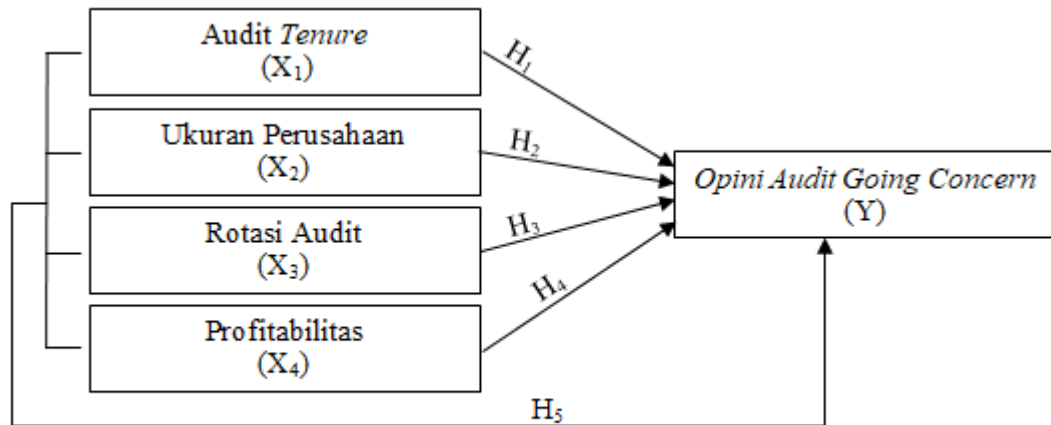 Audit Tenure
(X₁)
H₁
Ukuran Perusahaan
(X₂)
H₂
Opini Audit Going Concern
(Y)
Rotasi Audit
(X₃)
H₃
Profitabilitas
(X₄)
H₄
H₅